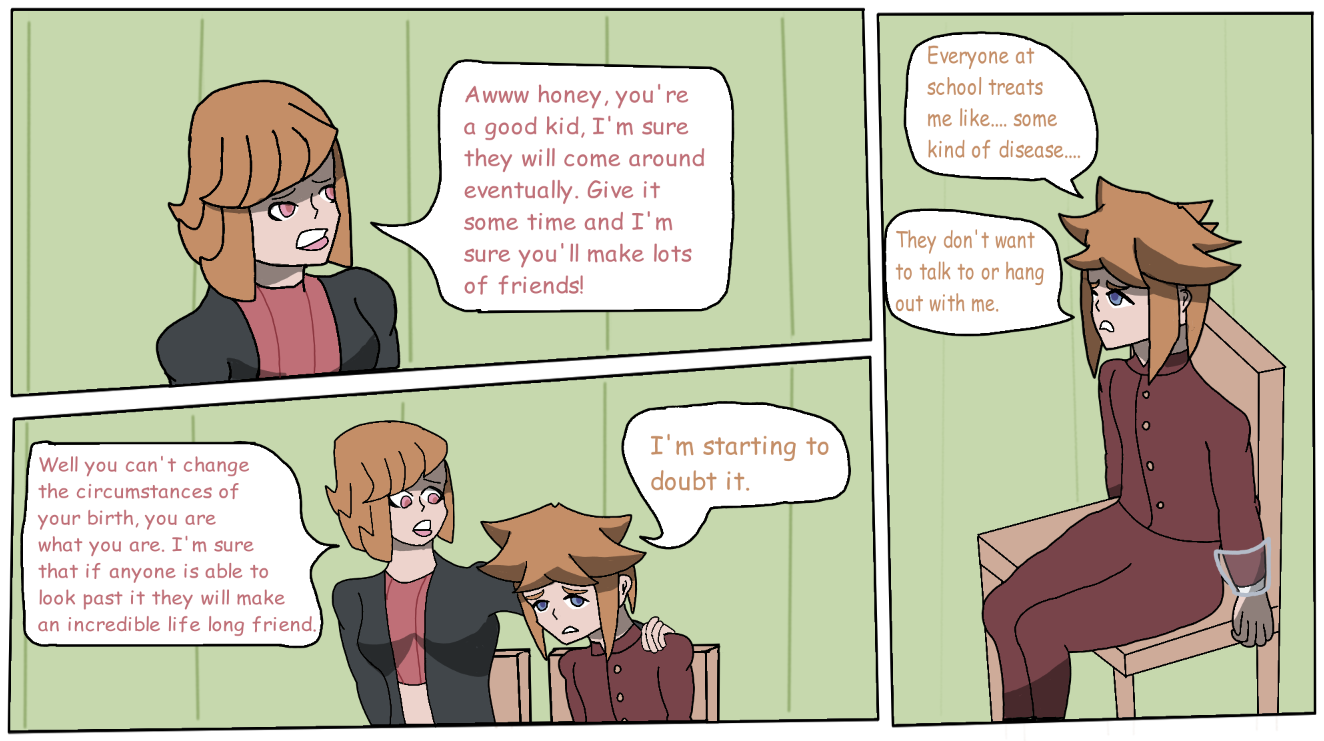 Everyone at
school treats
me like.... some
kind of disease....
They don't want
to talk to or hang
out with me.
Awww honey, you're
a good kid, I'm sure
they will come around
eventually. Give it
some time and I'm
sure you'll make lots
of friends!
I'm starting to
doubt it.
Well you can't change
the circumstances of
your birth, you are
what you are. I'm sure
that if anyone is able to
look past it they will make
an incredible life long friend.